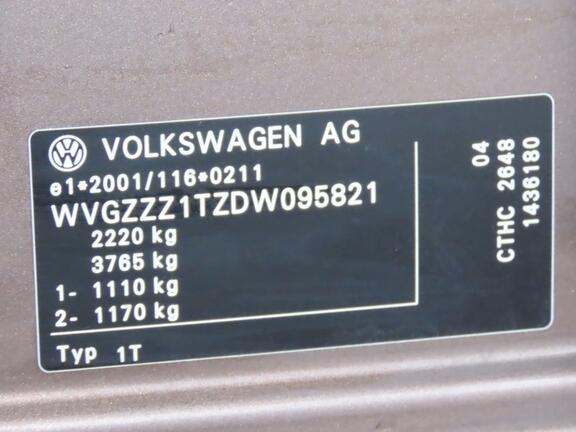 VOLKSWAGEN AG
e1*2001/116*0211
WVGZZZ1TZDW095821
2220 kg
3765 kg
1- 1110 kg
2- 1170 kg
Typ 1T
04
CTHC 2648
1436180